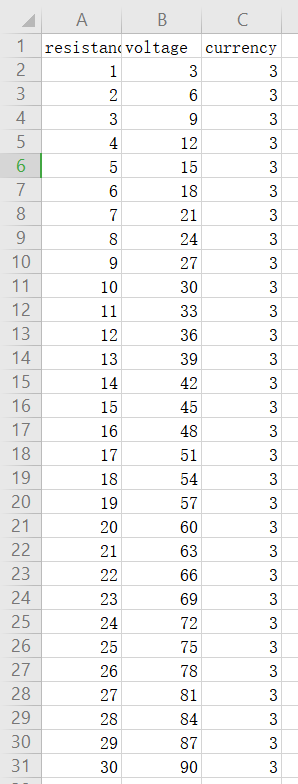 A B C
1 resistanc voltage currency
2 1 3 3
3 2 6 3
4 3 9 3
5 4 12 3
6 5 15 3
7 6 18 3
8 7 21 3
9 8 24 3
10 9 27 3
11 10 30 3
12 11 33 3
13 12 36 3
14 13 39 3
15 14 42 3
16 15 45 3
17 16 48 3
18 17 51 3
19 18 54 3
20 19 57 3
21 20 60 3
22 21 63 3
23 22 66 3
24 23 69 3
25 24 72 3
26 25 75 3
27 26 78 3
28 27 81 3
29 28 84 3
30 29 87 3
31 30 90 3